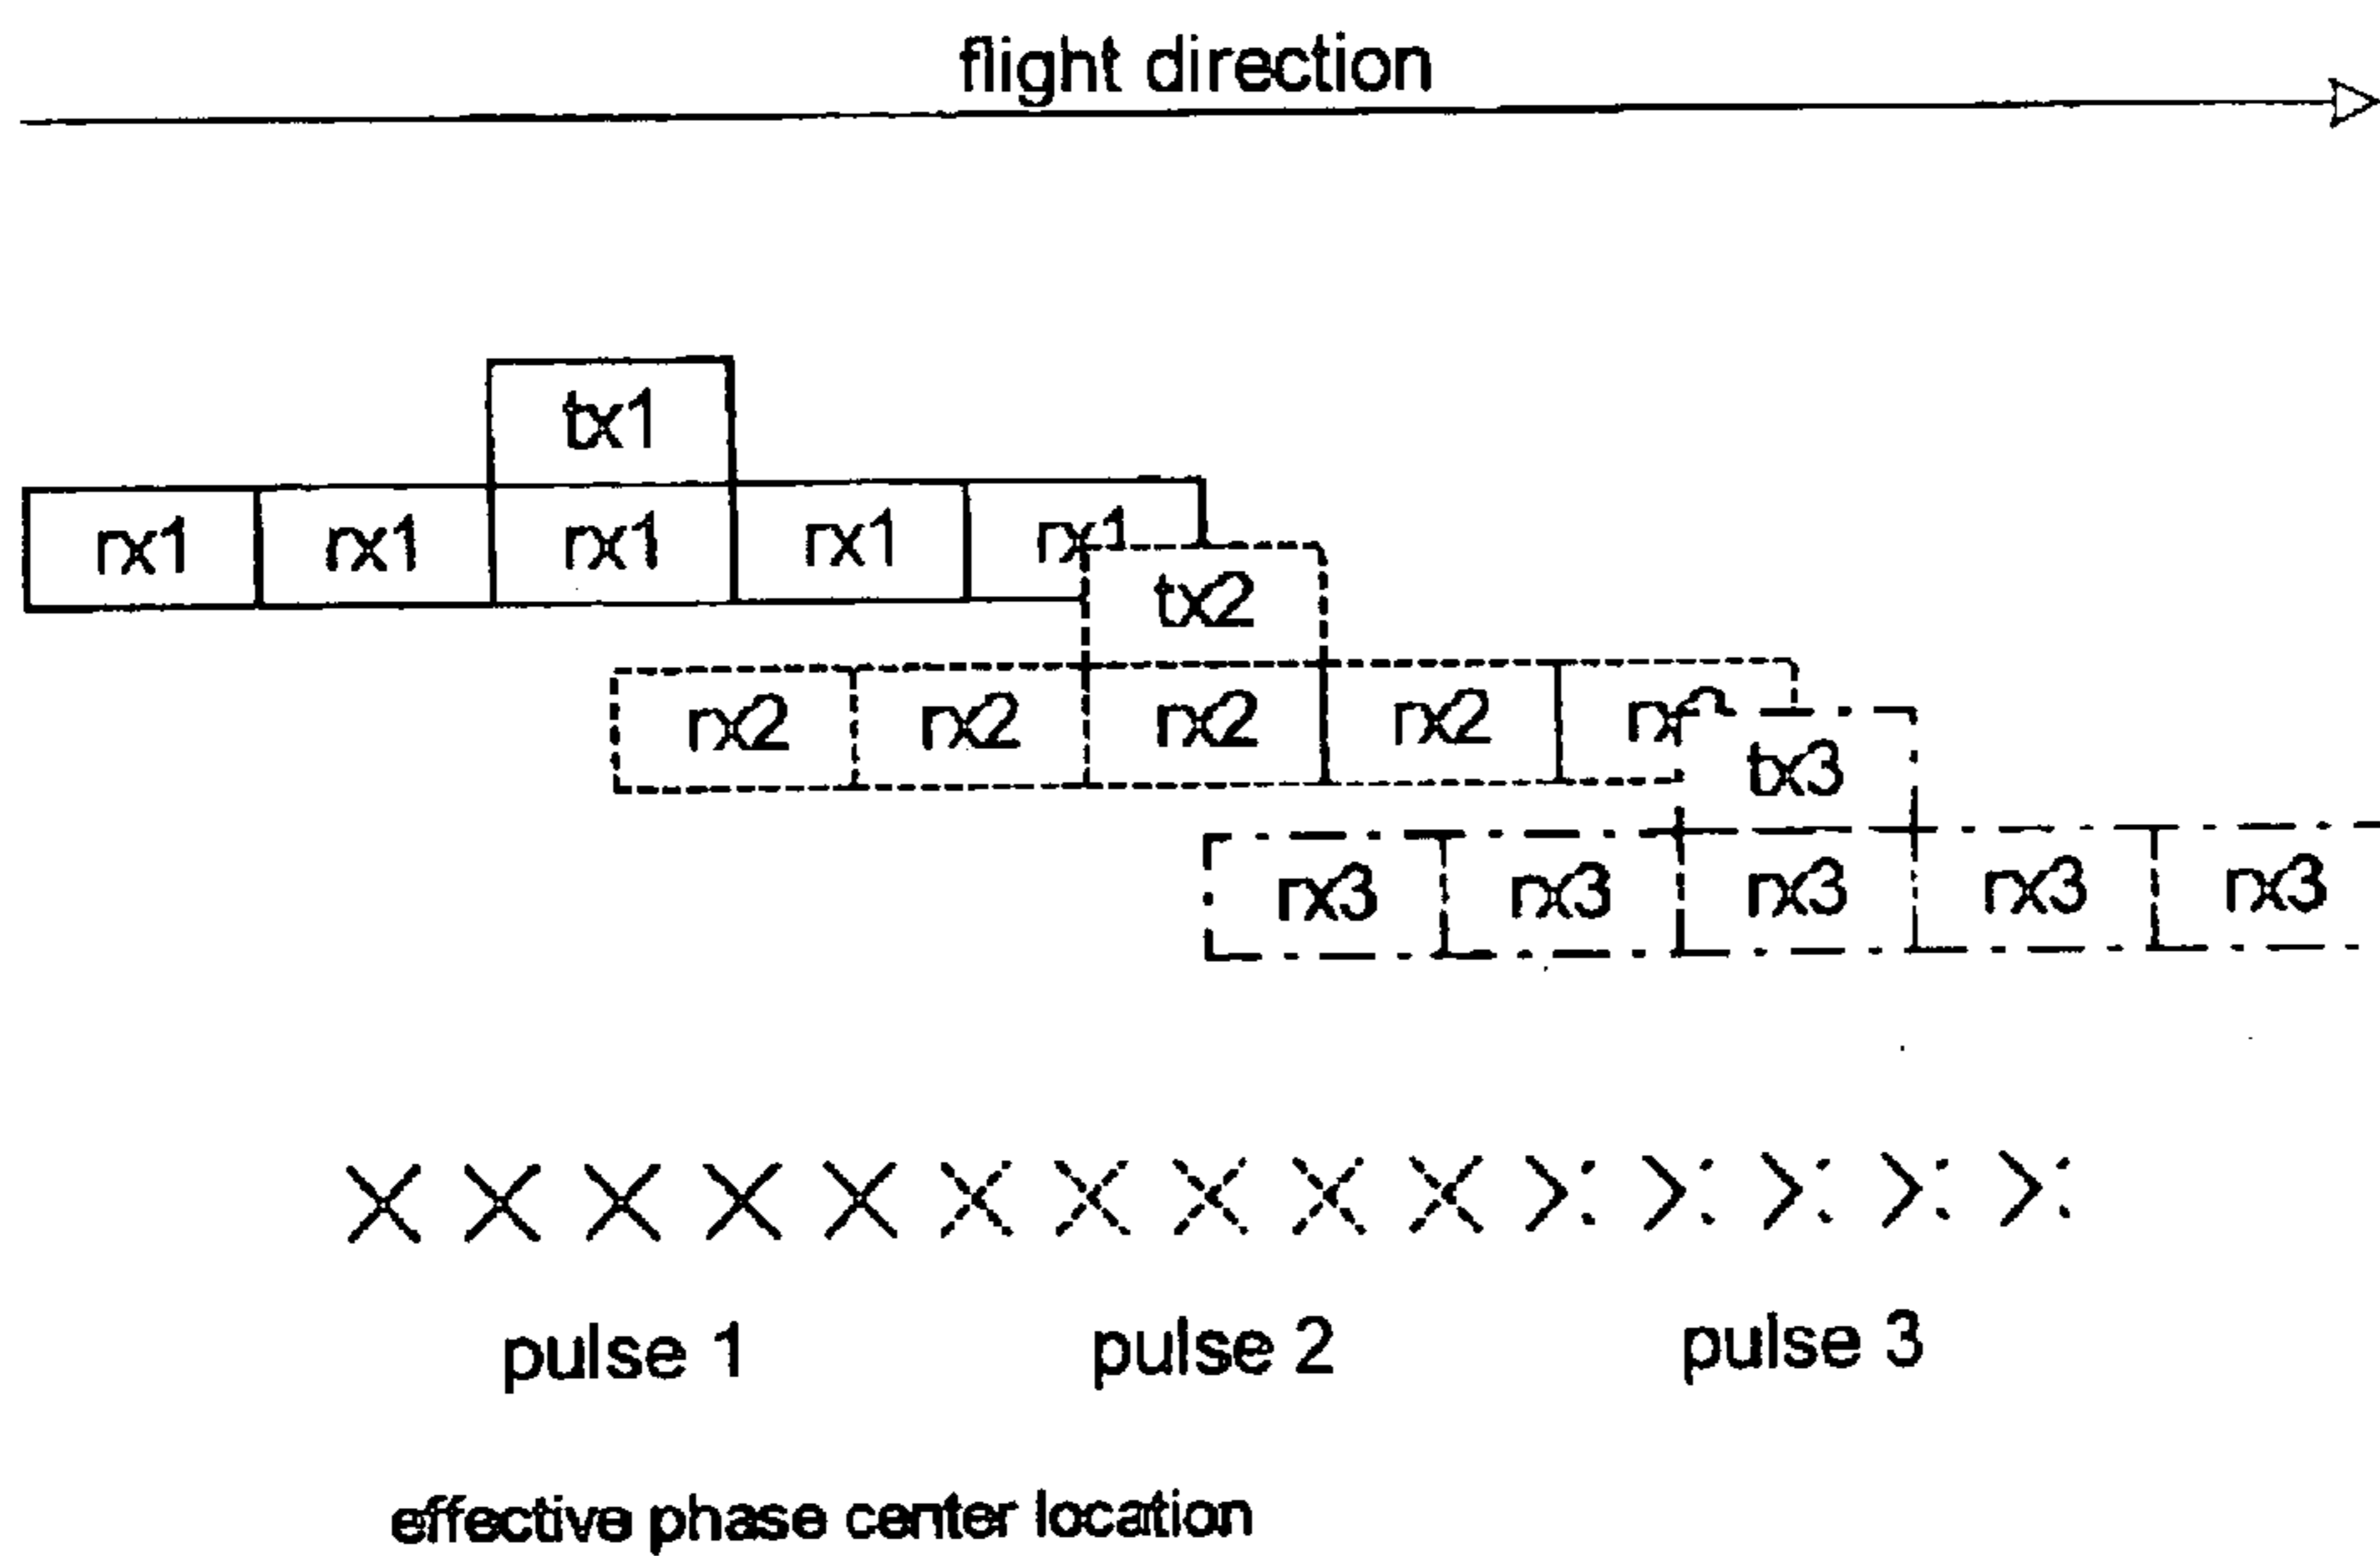 flight direction
tx1
rx1 rx1 rx1 rx1 rx1
tx2
rx2 rx2 rx2 rx2
tx3
rx3 rx3 rx3 rx3 rx3
pulse 1 pulse 2 pulse 3
effective phase center location